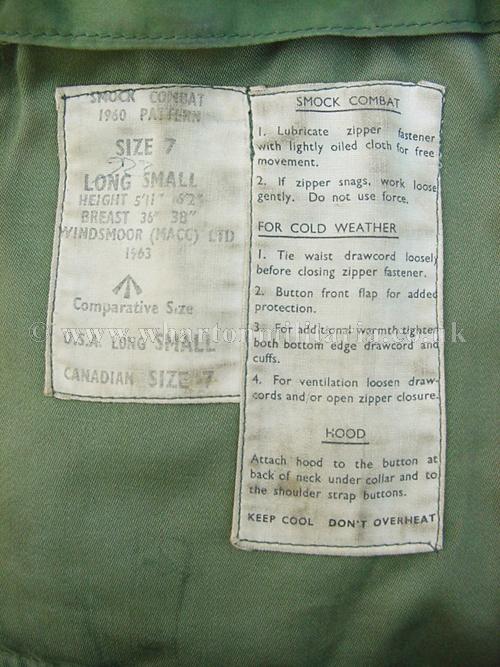 SMOCK COMBAT
1960 PATTERN
SIZE 7
LONG SMALL
HEIGHT 5'11" 6'2"
BREAST 36" 38"
WINDSMOOR (MACC) LTD
1963
Comparative Size
U.S.A. LONG SMALL
CANADIAN SIZE 7
SMOCK COMBAT
1. Lubricate zipper fastener
with lightly oiled cloth for free
movement.
2. If zipper snags, work loose
gently. Do not use force.
FOR COLD WEATHER
1. Tie waist drawcord loosely
before closing zipper fastener.
2. Button front flap for added
protection.
3. For additional warmth tighten
both bottom edge drawcord and
cuffs.
4. For ventilation loosen draw-
cords and/or open zipper closure.
HOOD
Attach hood to the button at
back of neck under collar and to
the shoulder strap buttons.
KEEP COOL DON'T OVERHEAT
© www.whartonmilitaria.co.uk